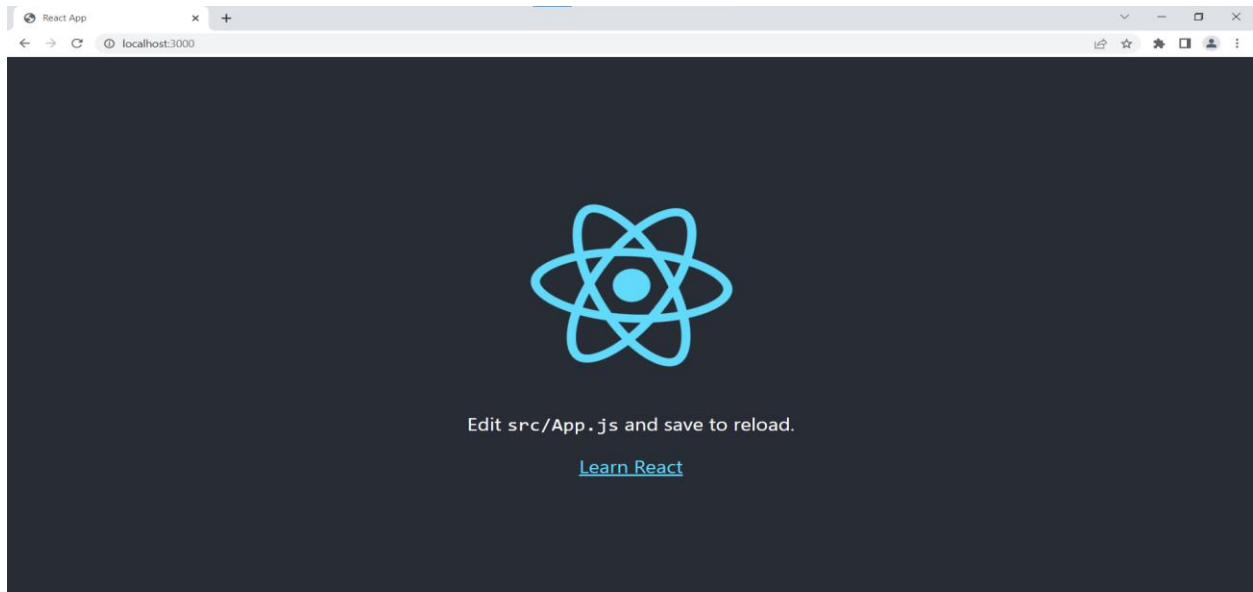 React App
localhost:3000
Edit src/App.js and save to reload.
Learn React